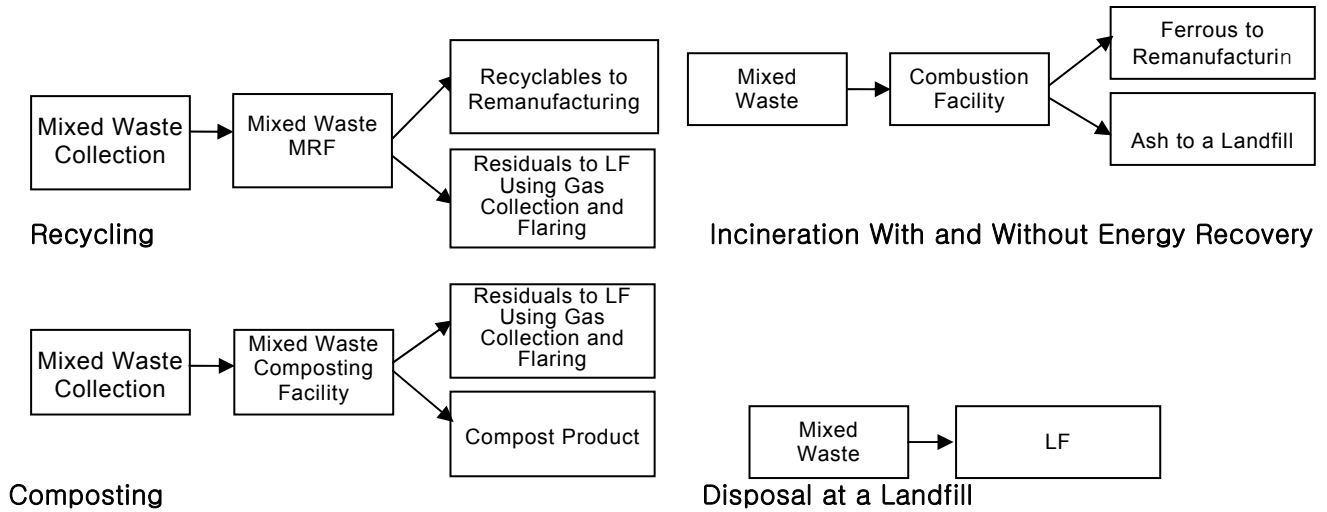 Mixed Waste
Collection
Mixed Waste
MRF
Recyclables to
Remanufacturing
Residuals to LF
Using Gas
Collection and
Flaring
Recycling
Mixed
Waste
Combustion
Facility
Ferrous to
Remanufacturin
Ash to a Landfill
Incineration With and Without Energy Recovery
Mixed Waste
Collection
Mixed Waste
Composting
Facility
Residuals to LF
Using Gas
Collection and
Flaring
Compost Product
Composting
Mixed
Waste
LF
Disposal at a Landfill